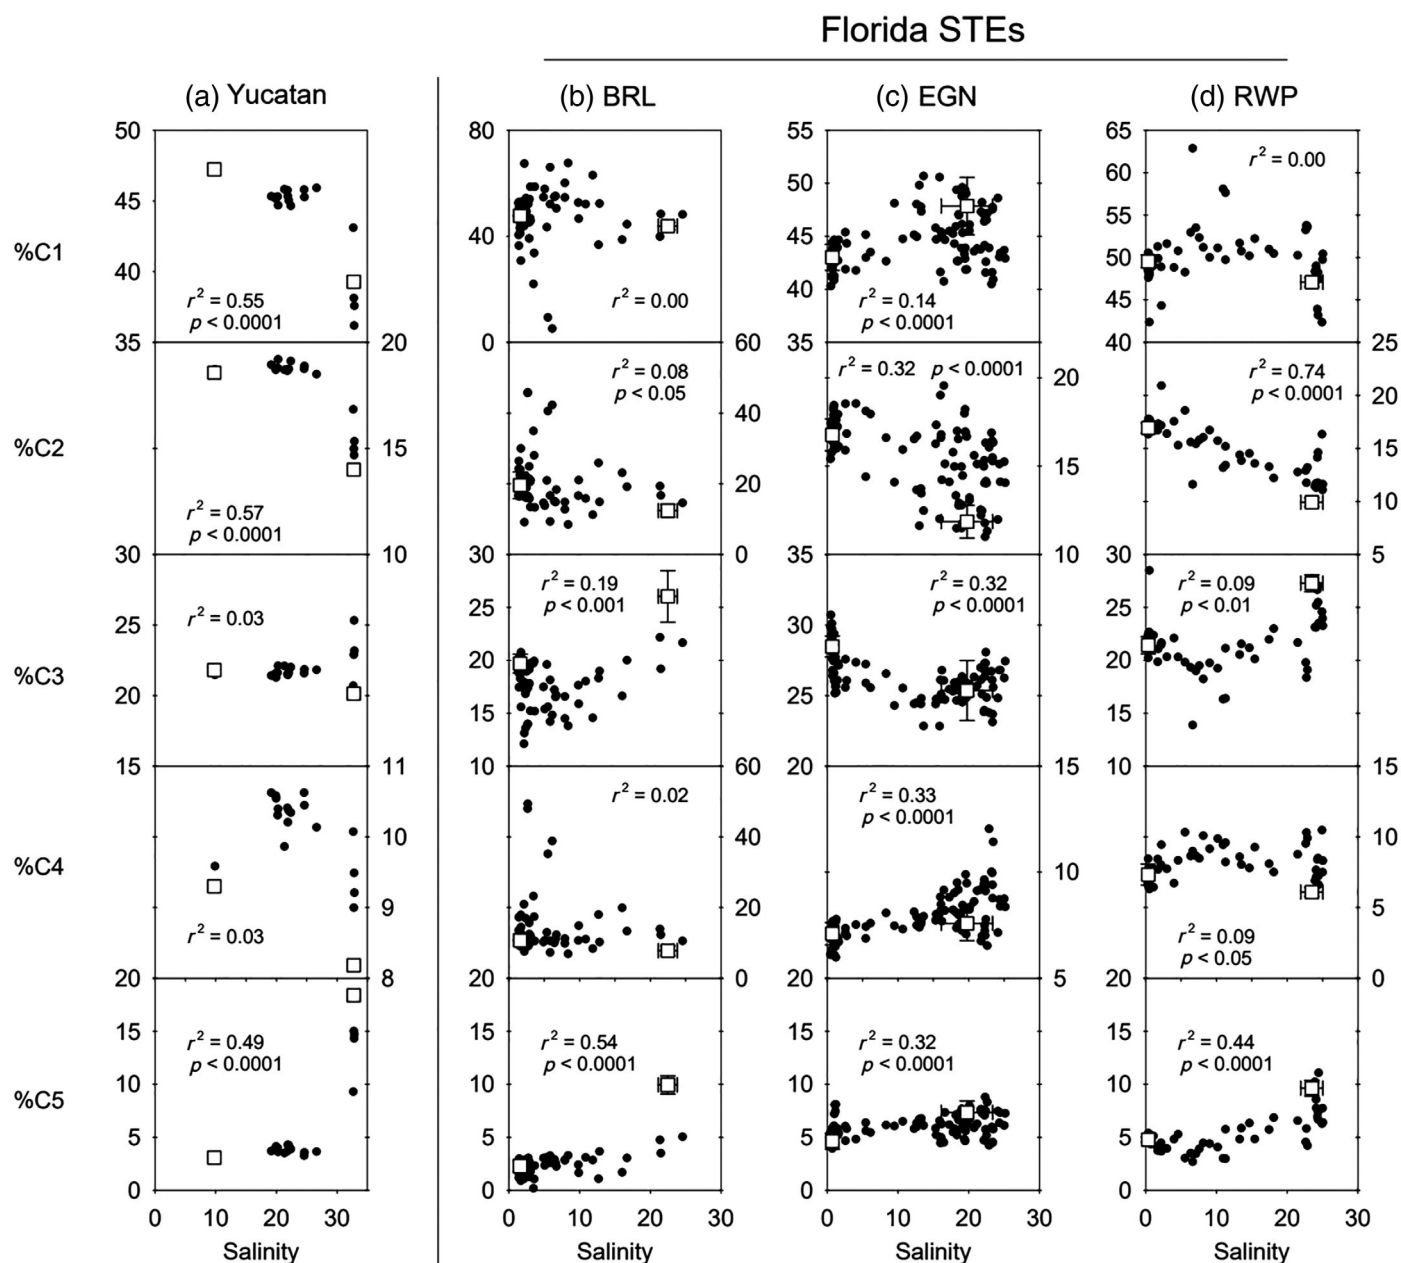 Florida STEs
(a) Yucatan
(b) BRL
(c) EGN
(d) RWP
%C1
50
45
40
35
r² = 0.55
p < 0.0001
80
40
0
r² = 0.00
55
50
45
40
35
r² = 0.14
p < 0.0001
65
60
55
50
45
40
r² = 0.00
%C2
20
15
10
r² = 0.57
p < 0.0001
60
40
20
0
r² = 0.08
p < 0.05
20
15
10
r² = 0.32 p < 0.0001
25
20
15
10
5
r² = 0.74
p < 0.0001
%C3
30
25
20
15
r² = 0.03
30
25
20
15
10
r² = 0.19
p < 0.001
35
30
25
20
r² = 0.32
p < 0.0001
30
25
20
15
10
r² = 0.09
p < 0.01
%C4
11
10
9
8
r² = 0.03
60
40
20
0
r² = 0.02
15
10
5
r² = 0.33
p < 0.0001
15
10
5
0
r² = 0.09
p < 0.05
%C5
20
15
10
5
0
r² = 0.49
p < 0.0001
20
15
10
5
0
r² = 0.54
p < 0.0001
20
15
10
5
0
r² = 0.32
p < 0.0001
20
15
10
5
0
r² = 0.44
p < 0.0001
0 10 20 30
0 10 20 30
0 10 20 30
0 10 20 30
Salinity
Salinity
Salinity
Salinity